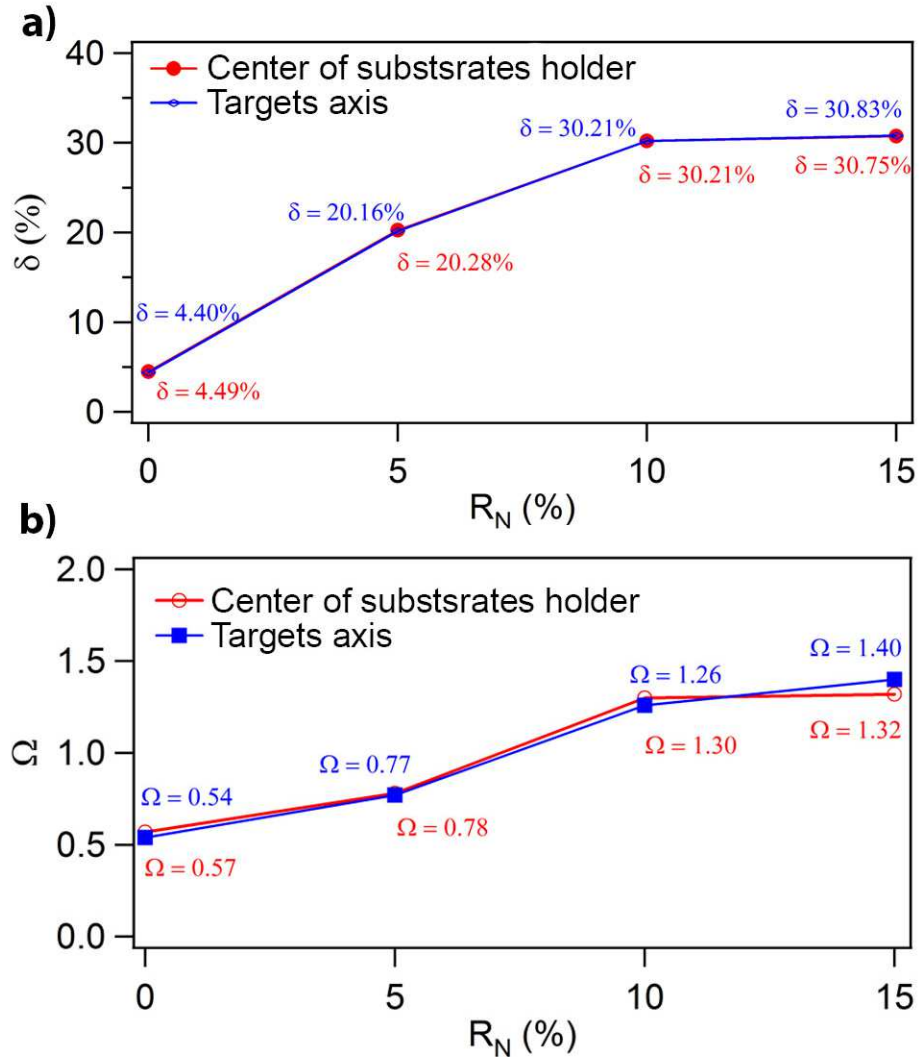 a)
40
Center of substsrates holder
Targets axis
δ = 30.83%
δ = 30.21%
30
δ = 30.21%
δ = 30.75%
δ (%)
δ = 20.16%
20
δ = 20.28%
10
δ = 4.40%
δ = 4.49%
0
0 5 10 15
R_N (%)
b)
2.0
Center of substsrates holder
Targets axis
1.5
Ω = 1.40
Ω = 1.26
Ω = 1.30
Ω = 1.32
Ω
1.0
Ω = 0.77
Ω = 0.54
Ω = 0.78
0.5
Ω = 0.57
0.0
0 5 10 15
R_N (%)